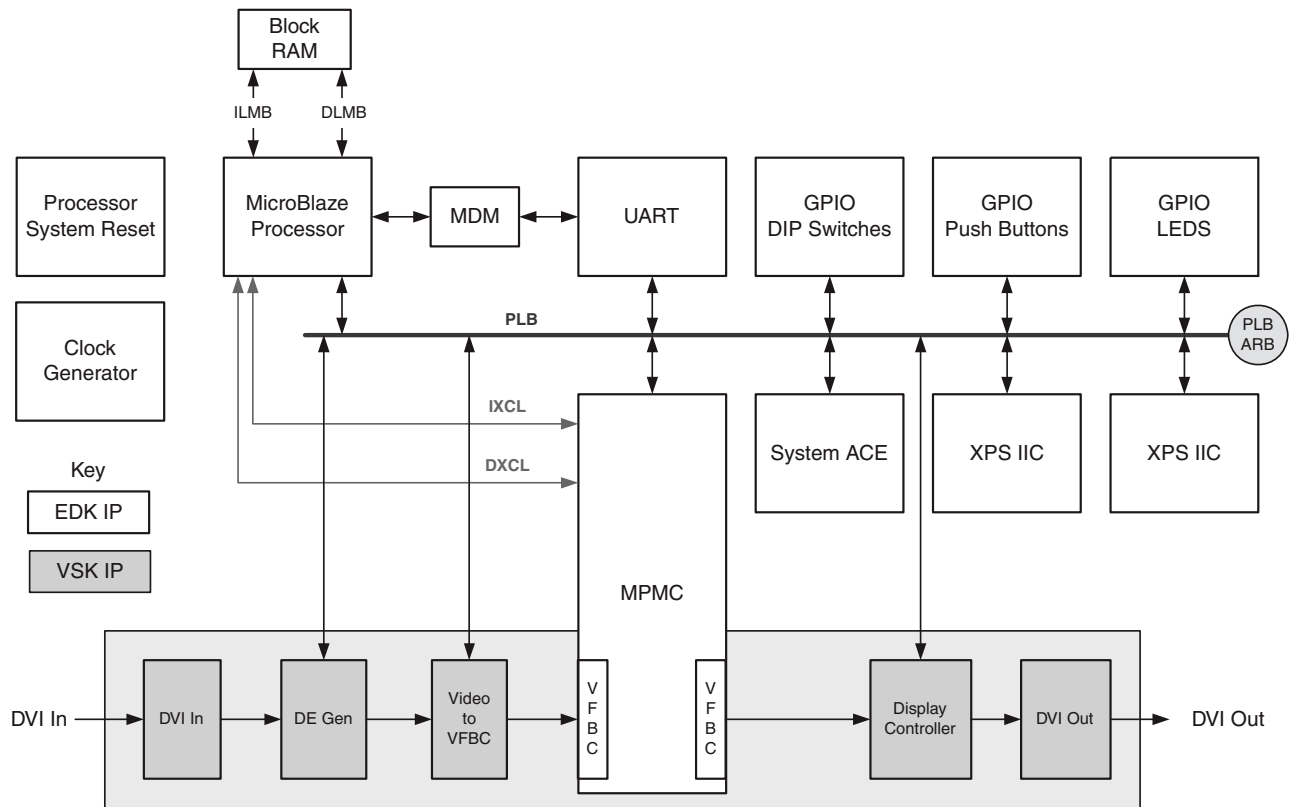 Block
RAM
ILMB
DLMB
Processor
System Reset
MicroBlaze
Processor
MDM
UART
GPIO
DIP Switches
GPIO
Push Buttons
GPIO
LEDS
PLB
PLB
ARB
Clock
Generator
IXCL
DXCL
System ACE
XPS IIC
XPS IIC
Key
EDK IP
VSK IP
MPMC
DVI In
DVI In
DE Gen
Video
to
VFBC
V
F
B
C
V
F
B
C
Display
Controller
DVI Out
DVI Out